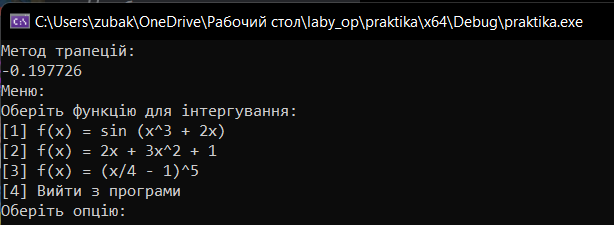 C:\Users\zubak\OneDrive\Рабочий стол\laby_op\praktika\x64\Debug\praktika.exe
Метод трапецій:
-0.197726
Меню:
Оберіть функцію для інтергування:
[1] f(x) = sin (x^3 + 2x)
[2] f(x) = 2x + 3x^2 + 1
[3] f(x) = (x/4 - 1)^5
[4] Вийти з програми
Оберіть опцію: